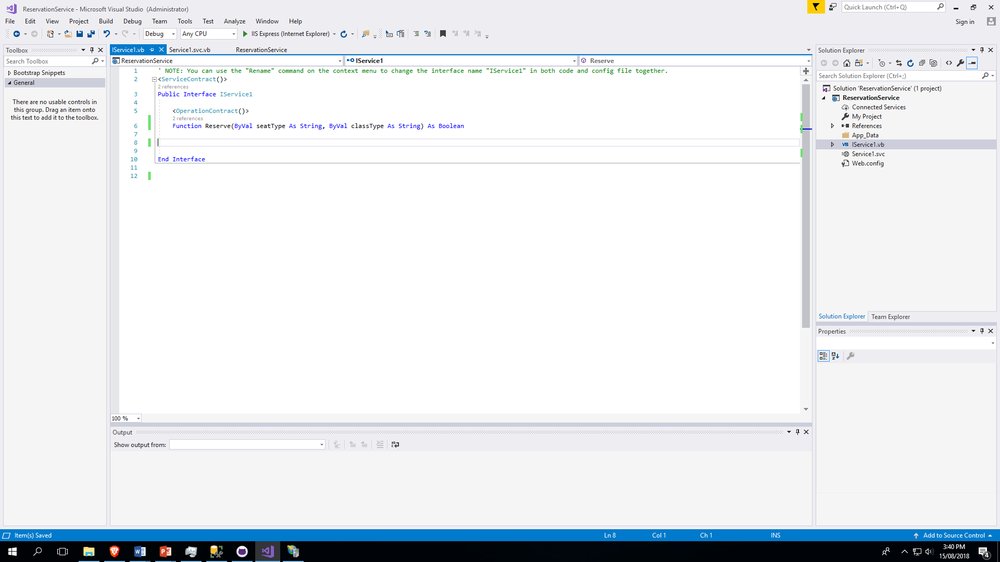 ReservationService - Microsoft Visual Studio (Administrator)
Quick Launch (Ctrl+Q)
File Edit View Project Build Debug Team Tools Test Analyze Window Help
Sign in
Debug Any CPU IIS Express (Internet Explorer)
Toolbox
Search Toolbox
Bootstrap Snippets
General
There are no usable controls in
this group. Drag an item onto
this text to add it to the toolbox.
IService1.vb Service1.svc.vb ReservationService
ReservationService IService1 Reserve
1 ' NOTE: You can use the "Rename" command on the context menu to change the interface name "IService1" in both code and config file together.
2 <ServiceContract()>
2 references
3 Public Interface IService1
4
5 <OperationContract()>
2 references
6 Function Reserve(ByVal seatType As String, ByVal classType As String) As Boolean
7
8
9
10 End Interface
11
12
100 %
Output
Show output from:
Solution Explorer
Search Solution Explorer (Ctrl+;)
Solution 'ReservationService' (1 project)
ReservationService
Connected Services
My Project
References
App_Data
VB IService1.vb
Service1.svc
Web.config
Solution Explorer Team Explorer
Properties
Item(s) Saved Ln 8 Col 1 Ch 1 INS Add to Source Control
3:40 PM
15/08/2018
4